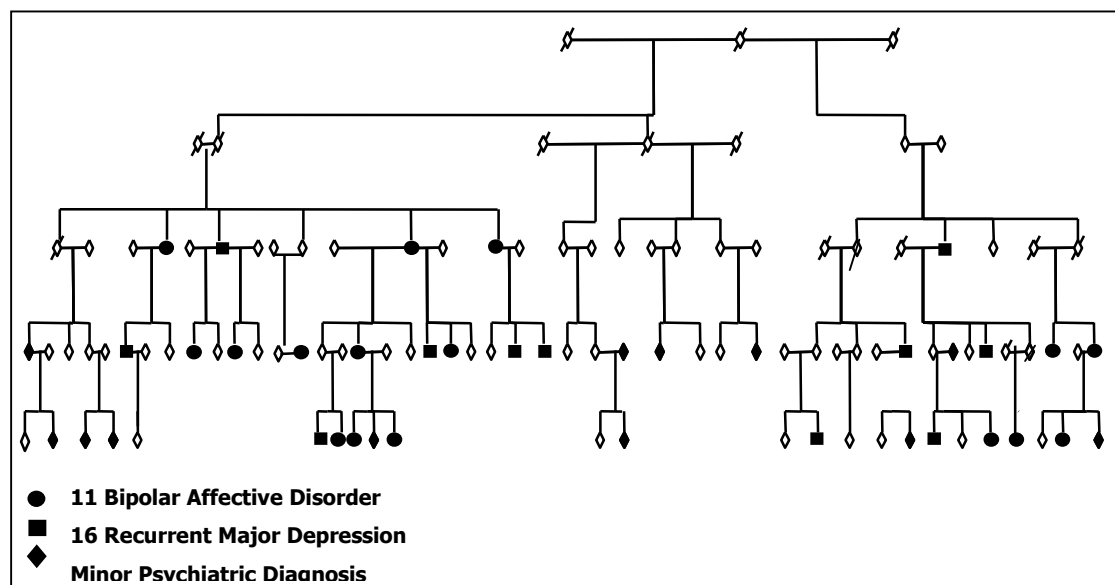 11 Bipolar Affective Disorder
16 Recurrent Major Depression
Minor Psychiatric Diagnosis